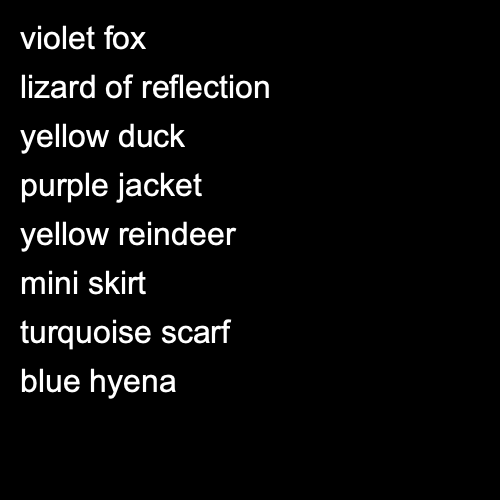 violet fox
lizard of reflection
yellow duck
purple jacket
yellow reindeer
mini skirt
turquoise scarf
blue hyena